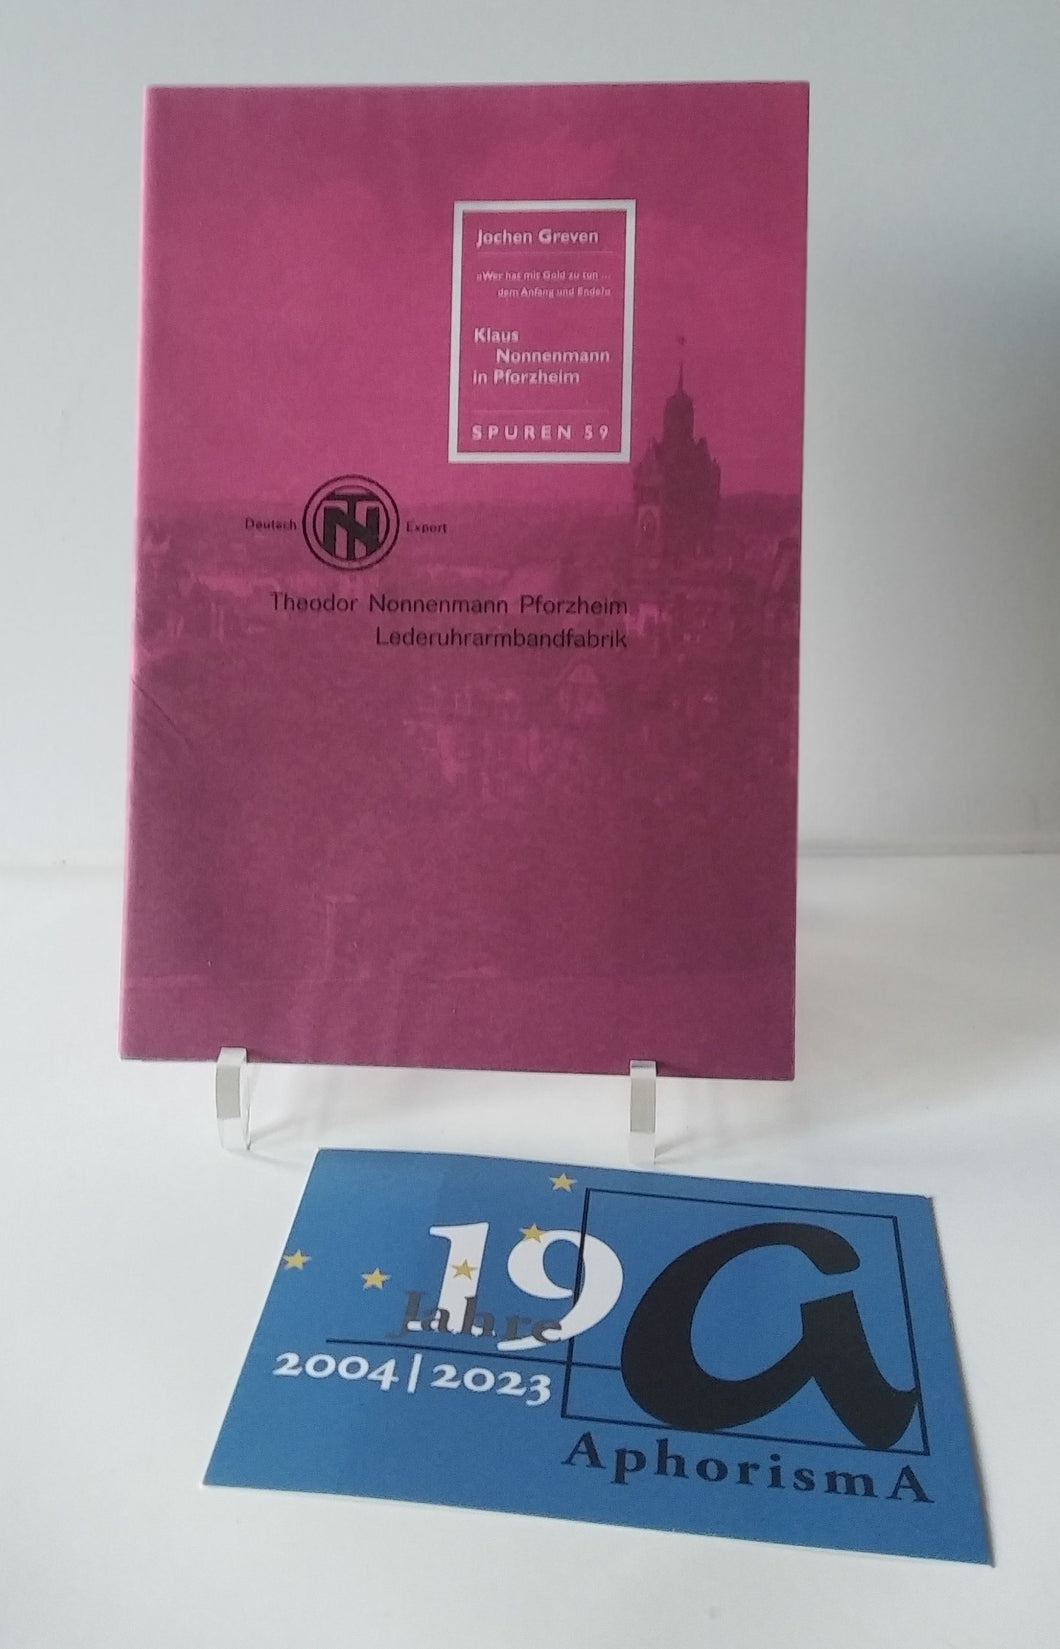 Jochen Greven
»Wer hat mit Gold zu tun ...
dem Anfang und Ende!«
Klaus
Nonnenmann
in Pforzheim
SPUREN 59
Deutsch TN Export
Theodor Nonnenmann Pforzheim
Lederuhrarmbandfabrik
19
Jahre
2004|2023
a
AphorismA